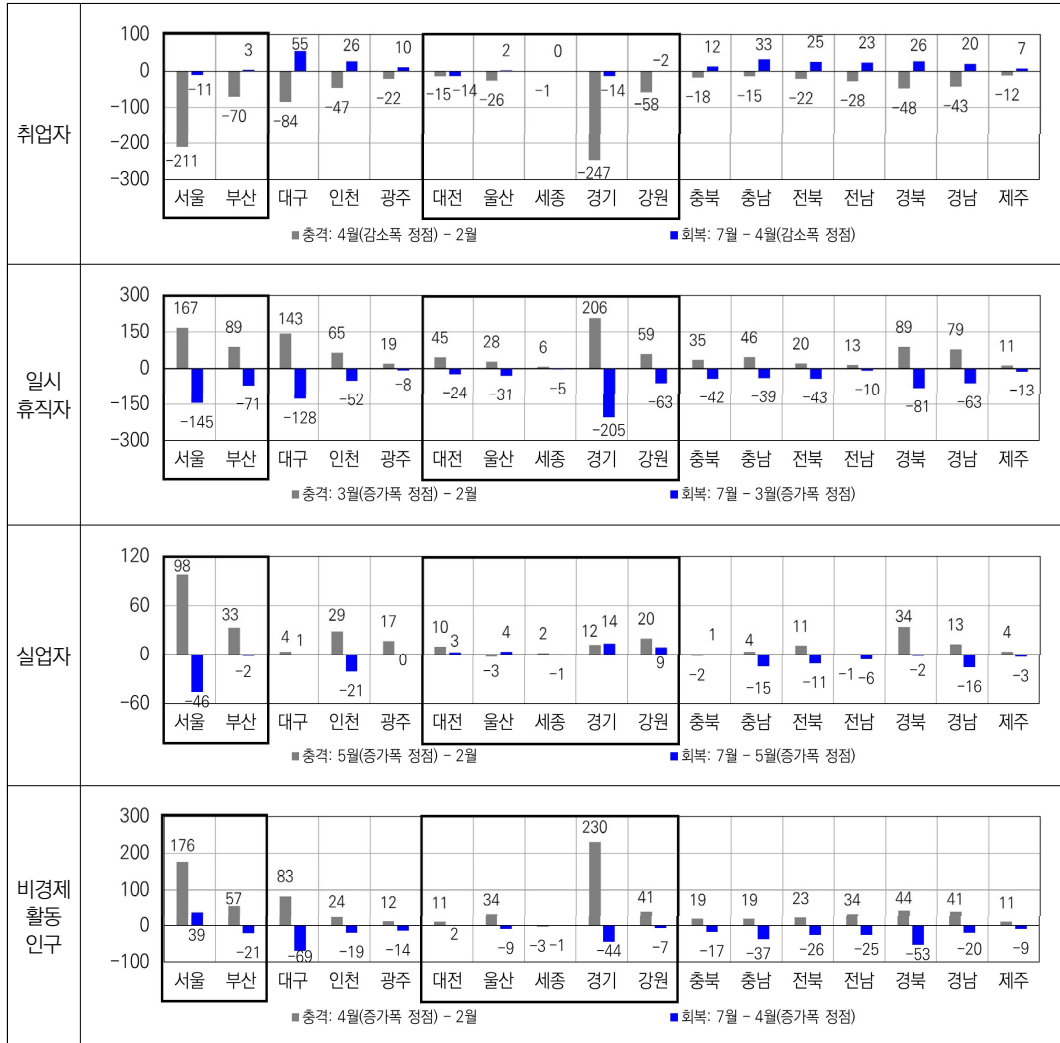 취업자
100
0
-100
-200
-300
3 55 26 10 2 0 -2 12 33 25 23 26 20 7
-11 -70 -84 -47 -22 -15 -14 -26 -1 -14 -58 -18 -15 -22 -28 -48 -43 -12
-211 -247
서울 부산 대구 인천 광주 대전 울산 세종 경기 강원 충북 충남 전북 전남 경북 경남 제주
충격: 4월(감소폭 정점) - 2월 회복: 7월 - 4월(감소폭 정점)
일시
휴직자
300
150
0
-150
-300
167 89 143 65 19 45 28 6 206 59 35 46 20 13 89 79 11
-145 -71 -128 -52 -8 -24 -31 -5 -205 -63 -42 -39 -43 -10 -81 -63 -13
서울 부산 대구 인천 광주 대전 울산 세종 경기 강원 충북 충남 전북 전남 경북 경남 제주
충격: 3월(증가폭 정점) - 2월 회복: 7월 - 3월(증가폭 정점)
실업자
120
60
0
-60
98 33 4 1 29 17 10 3 4 2 12 14 20 1 4 11 34 13 4
-46 -2 -21 0 -3 -1 9 -2 -15 -11 -1 -6 -2 -16 -3
서울 부산 대구 인천 광주 대전 울산 세종 경기 강원 충북 충남 전북 전남 경북 경남 제주
충격: 5월(증가폭 정점) - 2월 회복: 7월 - 5월(증가폭 정점)
비경제
활동
인구
300
200
100
0
-100
176 57 83 24 12 11 34 230 41 19 19 23 34 44 41 11
39 -21 -69 -19 -14 2 -9 -3 -1 -44 -7 -17 -37 -26 -25 -53 -20 -9
서울 부산 대구 인천 광주 대전 울산 세종 경기 강원 충북 충남 전북 전남 경북 경남 제주
충격: 4월(증가폭 정점) - 2월 회복: 7월 - 4월(증가폭 정점)